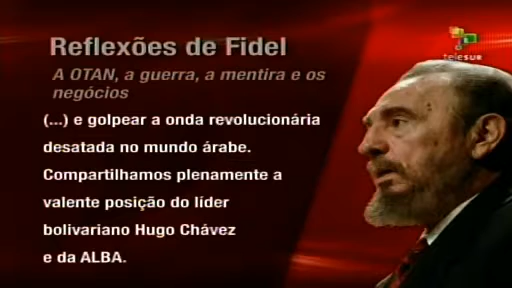 Reflexões de Fidel
teleSUR
A OTAN, a guerra, a mentira e os
negócios
(...) e golpear a onda revolucionária
desatada no mundo árabe.
Compartilhamos plenamente a
valente posição do líder
bolivariano Hugo Chávez
e da ALBA.